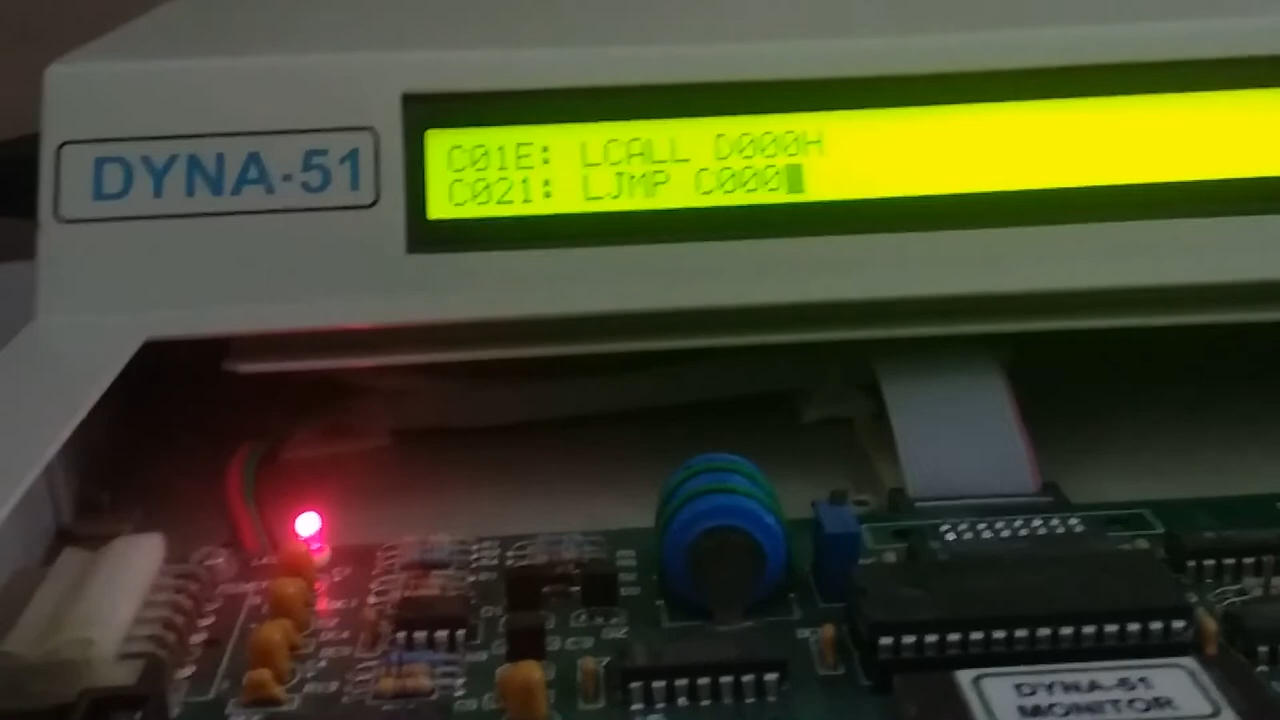 DYNA-51
C01E: LCALL D000H
C021: LJMP C000
DYNA-51
MONITOR